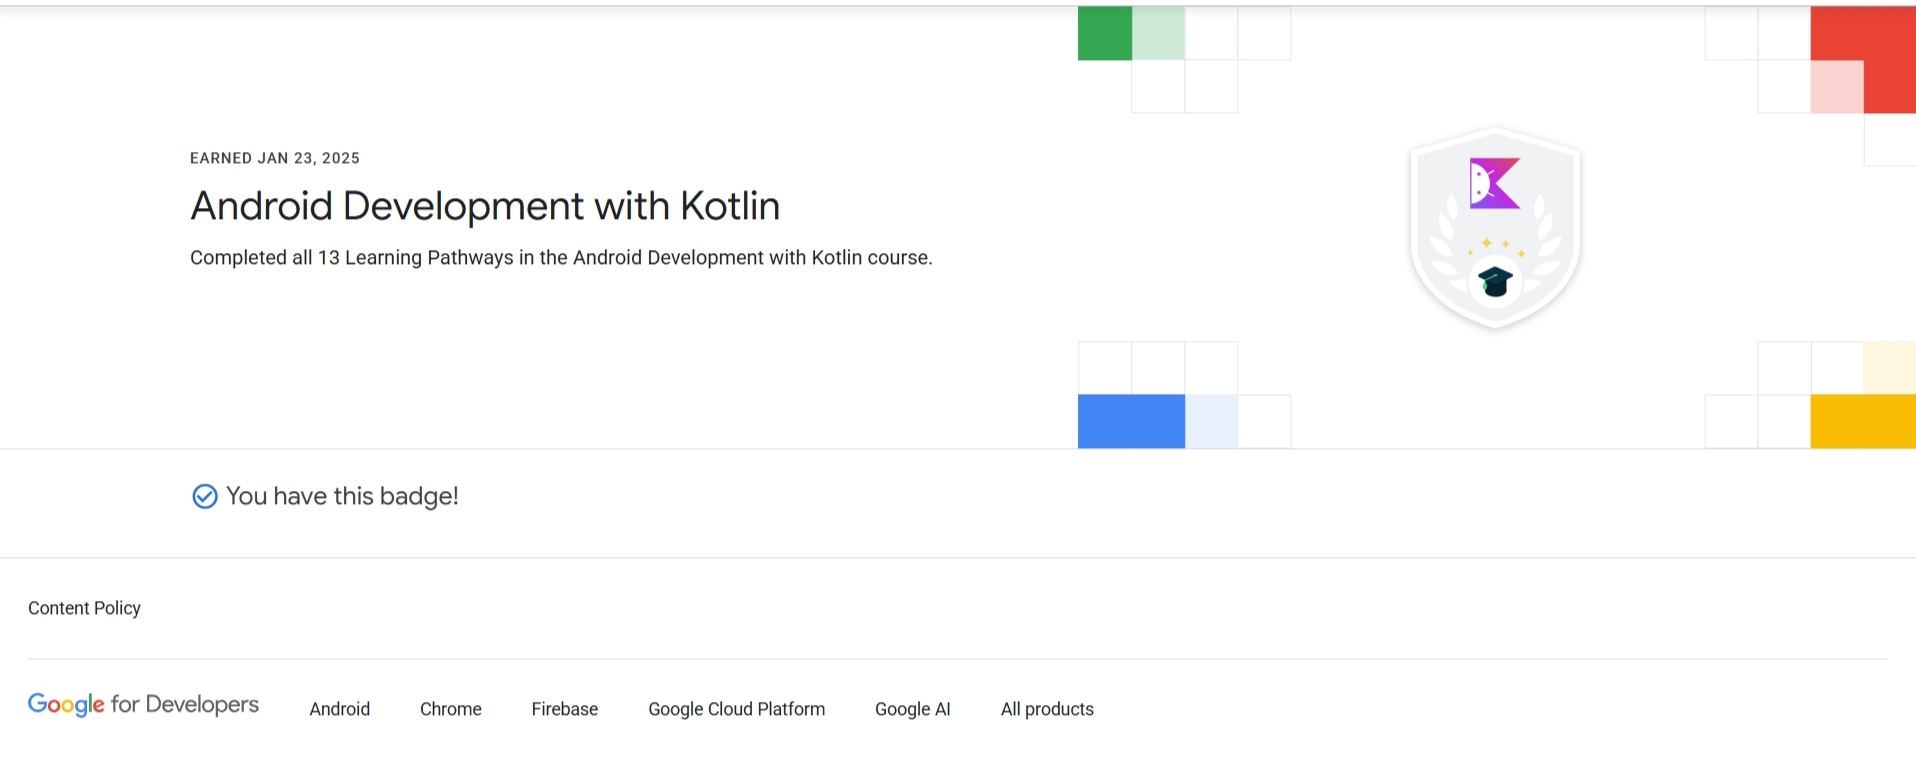 EARNED JAN 23, 2025
Android Development with Kotlin
Completed all 13 Learning Pathways in the Android Development with Kotlin course.
You have this badge!
Content Policy
Google for Developers
Android
Chrome
Firebase
Google Cloud Platform
Google AI
All products